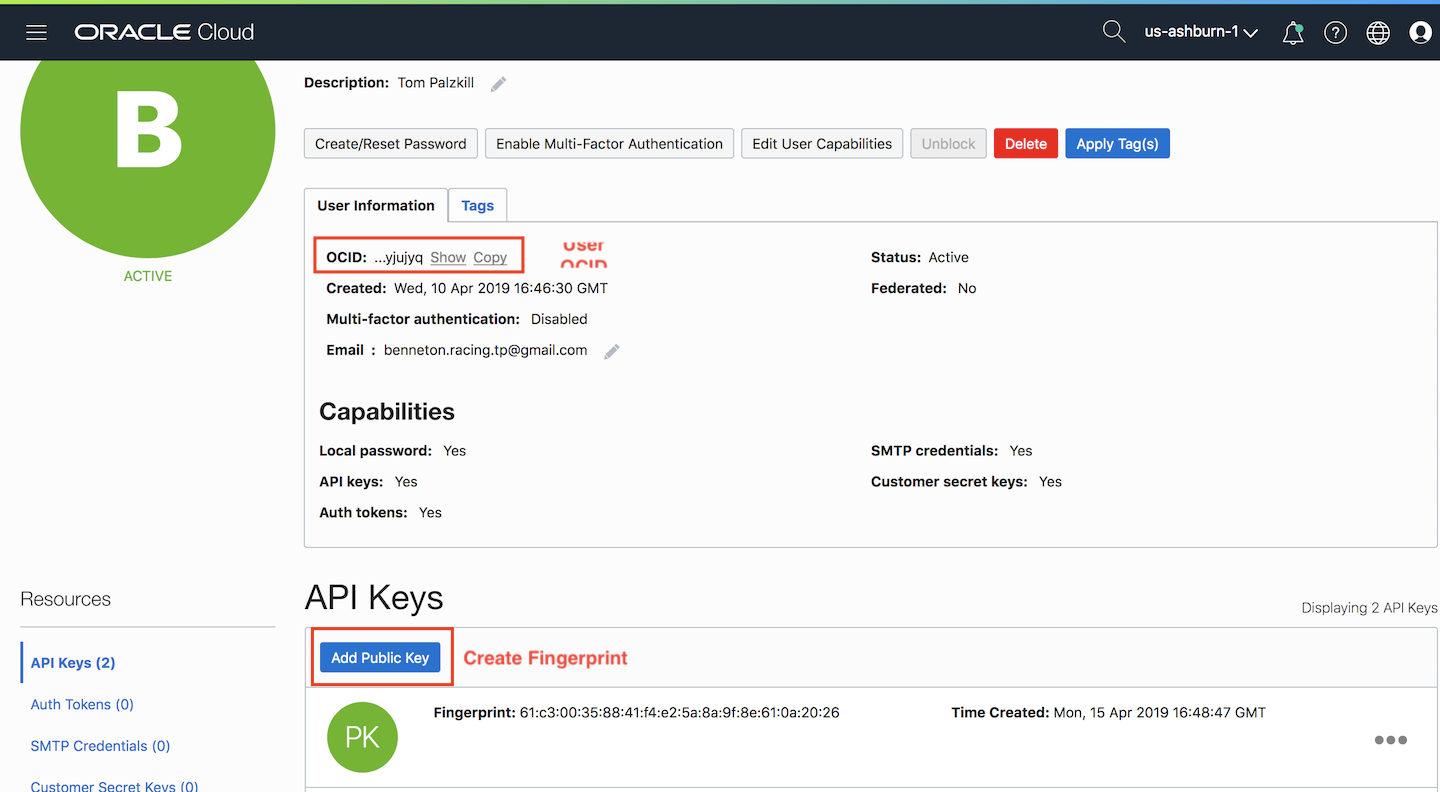 ORACLE Cloud
us-ashburn-1
B
ACTIVE
Description: Tom Palzkill
Create/Reset Password
Enable Multi-Factor Authentication
Edit User Capabilities
Unblock
Delete
Apply Tag(s)
User Information
Tags
OCID: ...yjujyq Show Copy
User
OCID
Status: Active
Created: Wed, 10 Apr 2019 16:46:30 GMT
Federated: No
Multi-factor authentication: Disabled
Email : benneton.racing.tp@gmail.com
Capabilities
Local password: Yes
SMTP credentials: Yes
API keys: Yes
Customer secret keys: Yes
Auth tokens: Yes
Resources
API Keys (2)
Auth Tokens (0)
SMTP Credentials (0)
Customer Secret Keys (0)
API Keys
Displaying 2 API Keys
Add Public Key
Create Fingerprint
PK
Fingerprint: 61:c3:00:35:88:41:f4:e2:5a:8a:9f:8e:61:0a:20:26
Time Created: Mon, 15 Apr 2019 16:48:47 GMT